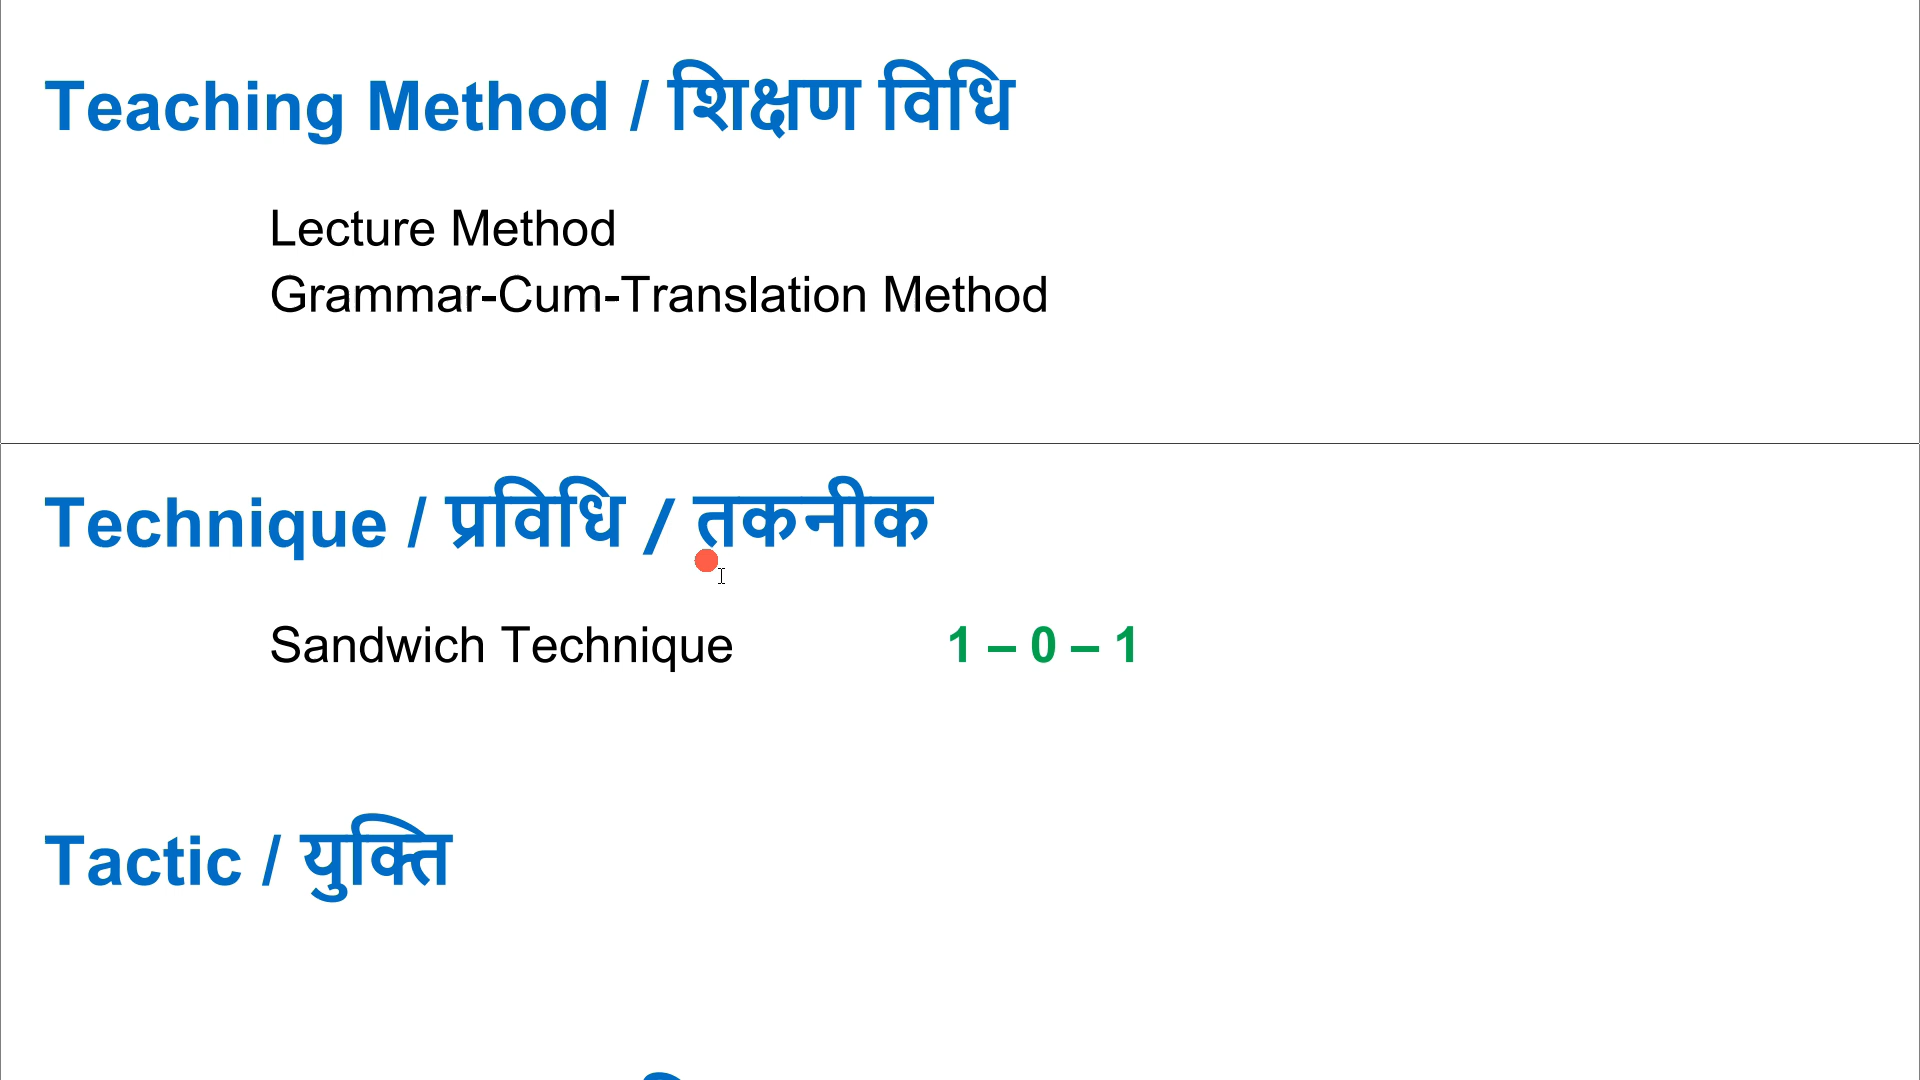 Teaching Method / शिक्षण विधि
Lecture Method
Grammar-Cum-Translation Method
Technique / प्रविधि / तकनीक
Sandwich Technique 1 – 0 – 1
Tactic / युक्ति